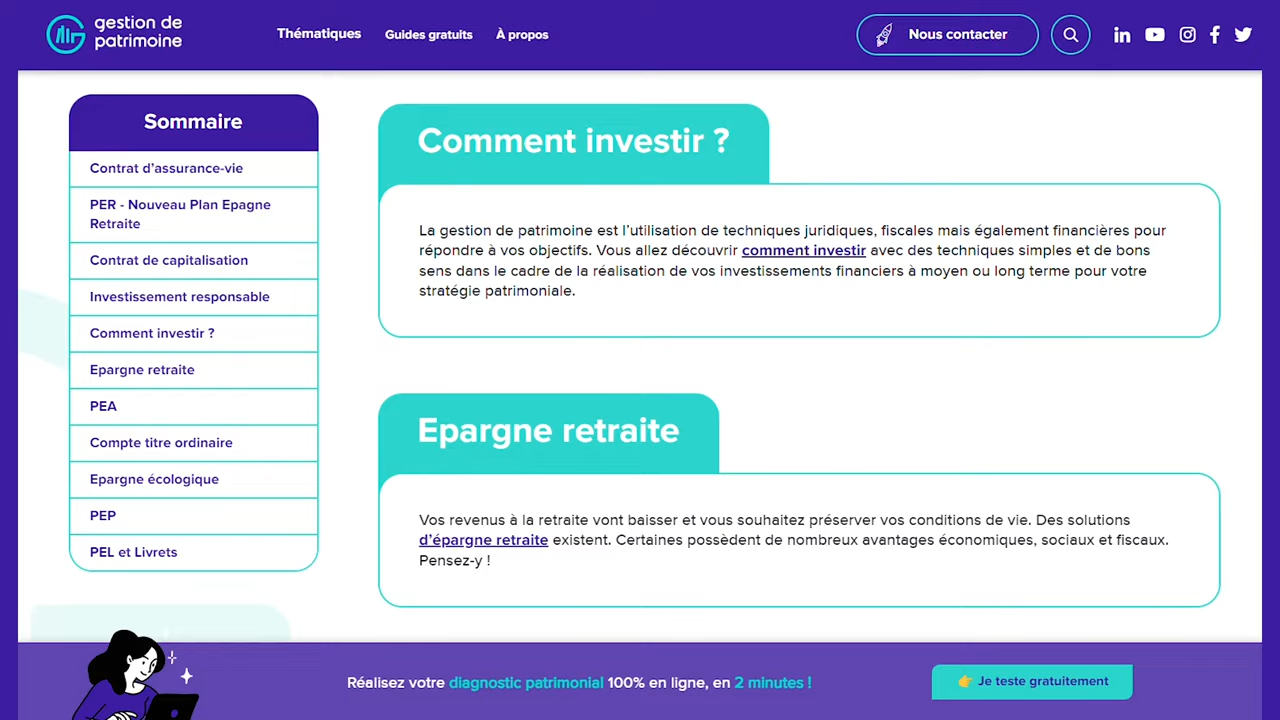 gestion de
patrimoine
Thématiques
Guides gratuits
À propos
Nous contacter
Sommaire
Contrat d'assurance-vie
PER - Nouveau Plan Epagne
Retraite
Contrat de capitalisation
Investissement responsable
Comment investir ?
Epargne retraite
PEA
Compte titre ordinaire
Epargne écologique
PEP
PEL et Livrets
Comment investir ?
La gestion de patrimoine est l'utilisation de techniques juridiques, fiscales mais également financières pour
répondre à vos objectifs. Vous allez découvrir comment investir avec des techniques simples et de bons
sens dans le cadre de la réalisation de vos investissements financiers à moyen ou long terme pour votre
stratégie patrimoniale.
Epargne retraite
Vos revenus à la retraite vont baisser et vous souhaitez préserver vos conditions de vie. Des solutions
d'épargne retraite existent. Certaines possèdent de nombreux avantages économiques, sociaux et fiscaux.
Pensez-y !
Réalisez votre diagnostic patrimonial 100% en ligne, en 2 minutes !
Je teste gratuitement